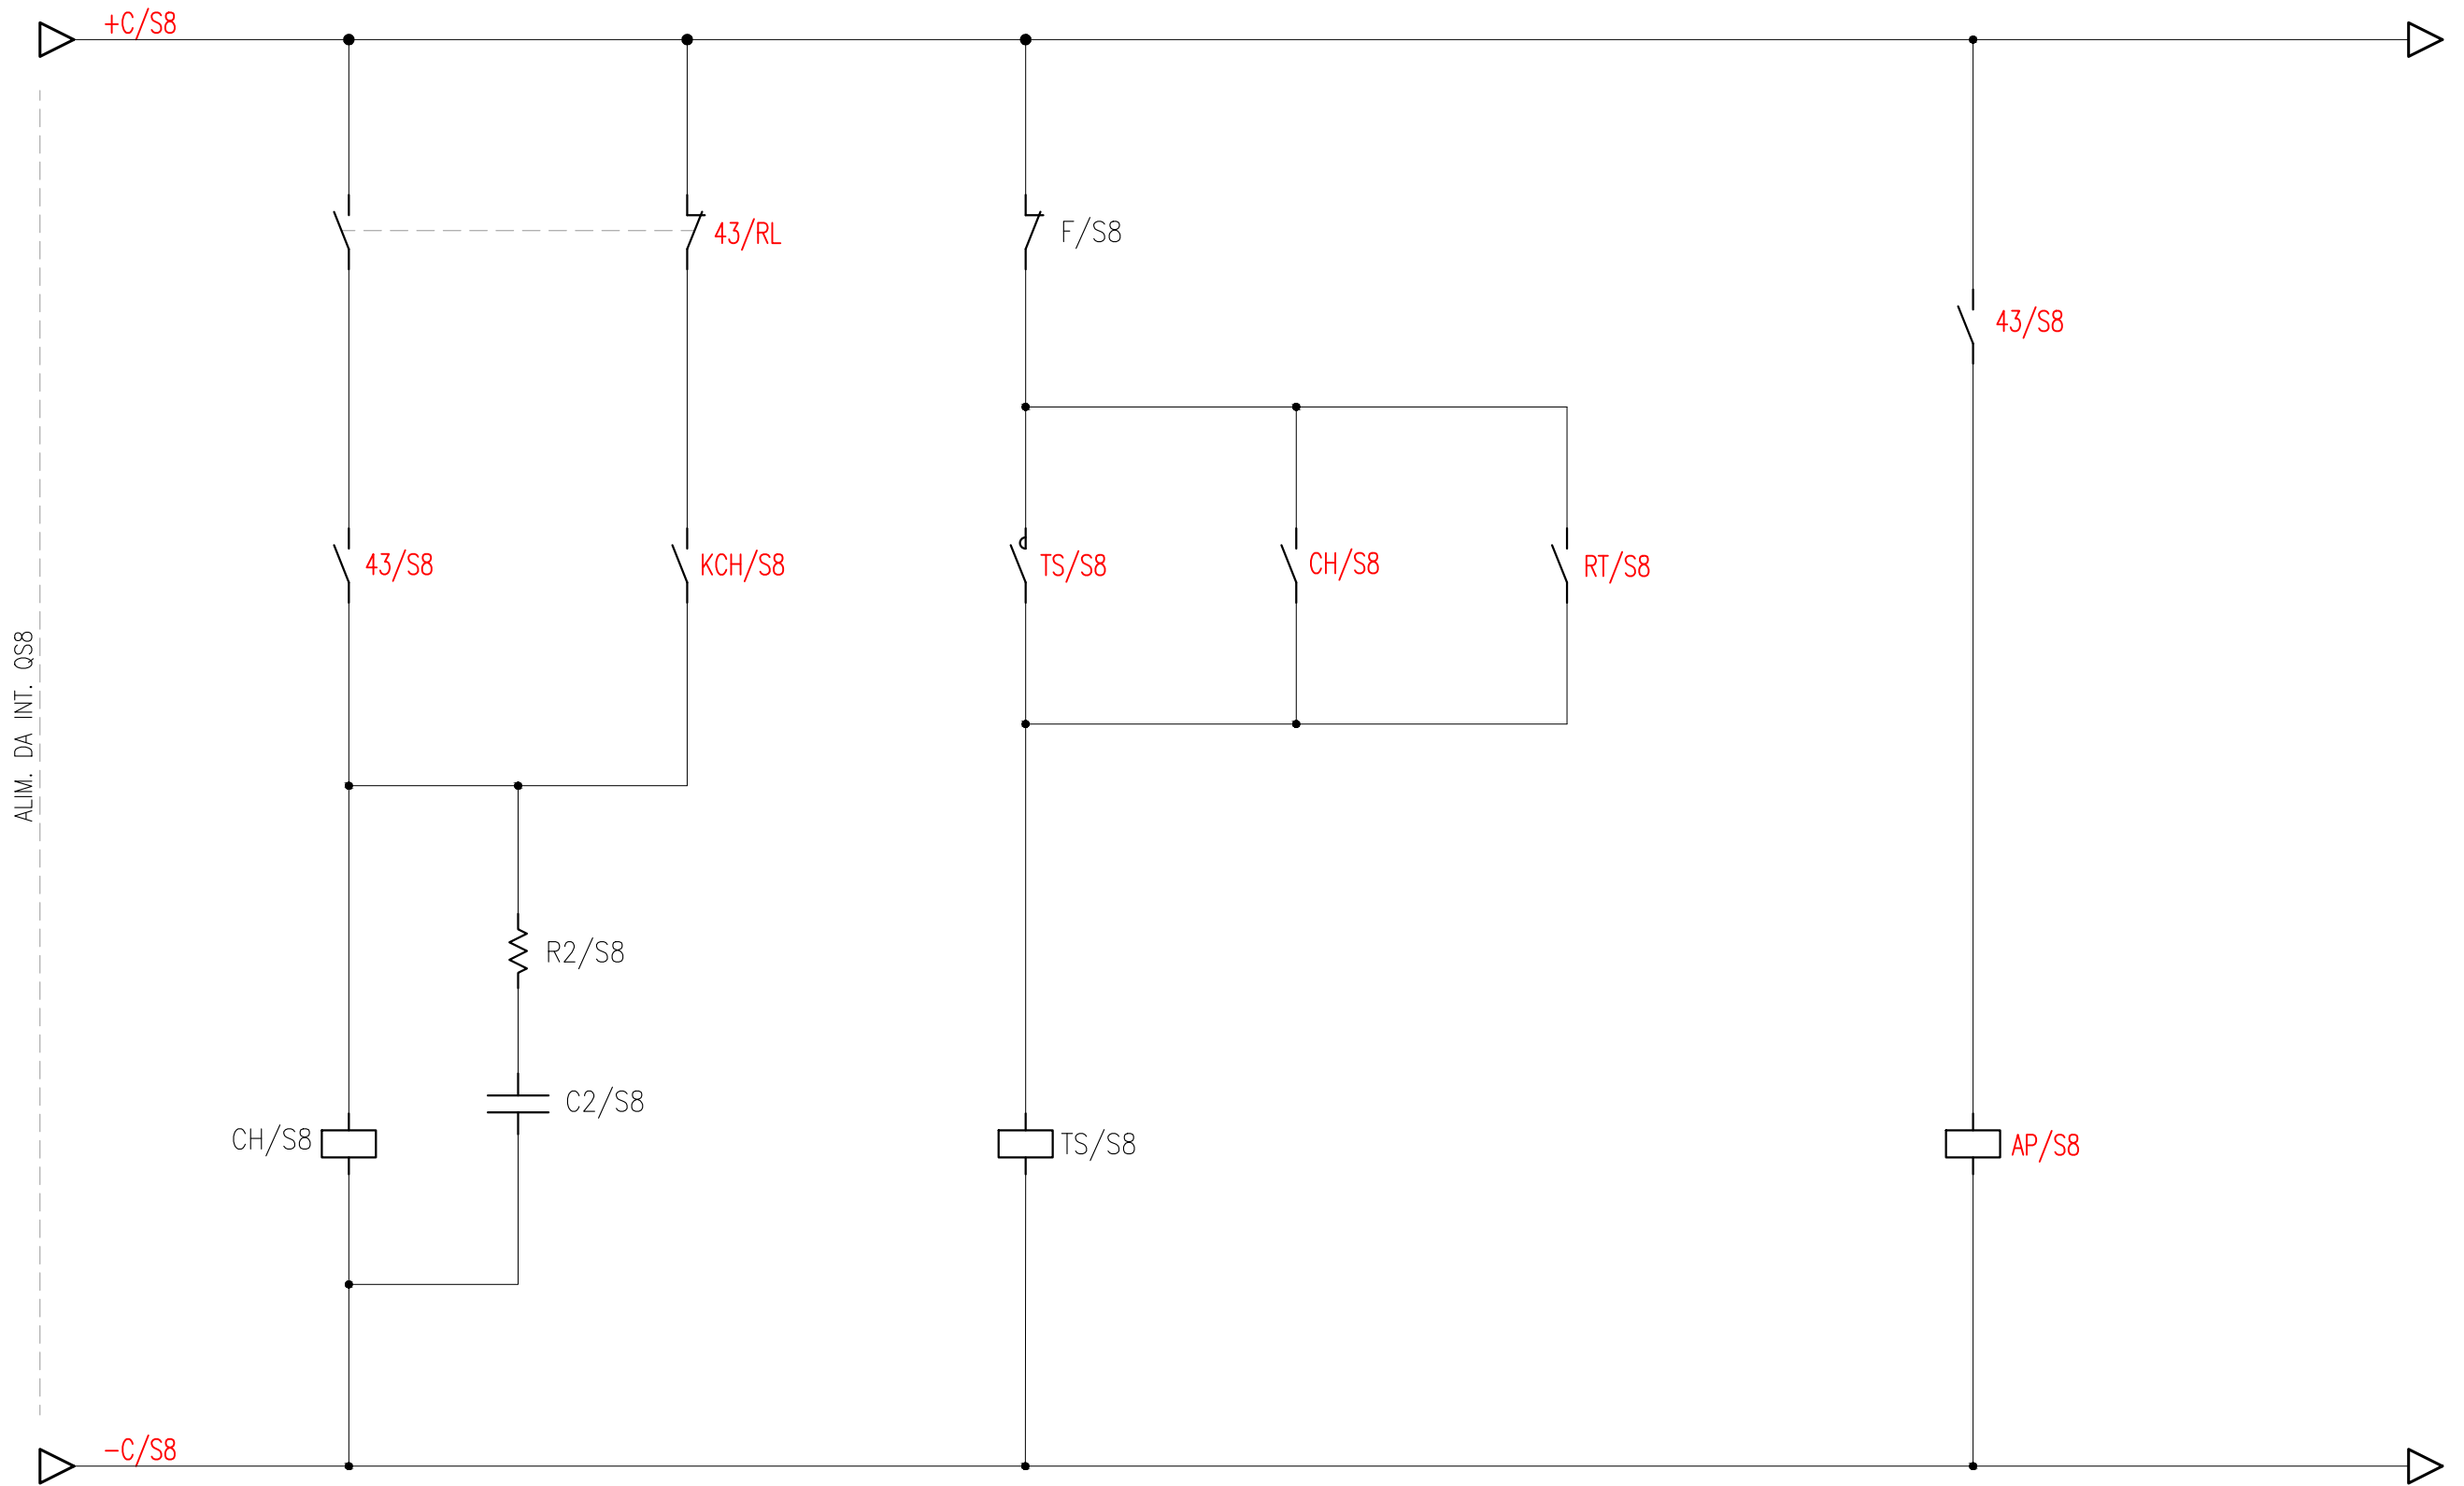 +C/S8
43/RL
F/S8
43/S8
43/S8
KCH/S8
TS/S8
CH/S8
RT/S8
ALIM. DA INT. QS8
R2/S8
C2/S8
CH/S8
TS/S8
AP/S8
-C/S8